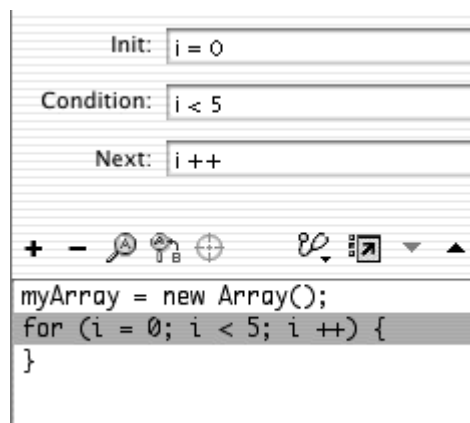 Init: i = 0
Condition: i < 5
Next: i ++
myArray = new Array();
for (i = 0; i < 5; i ++) {
}